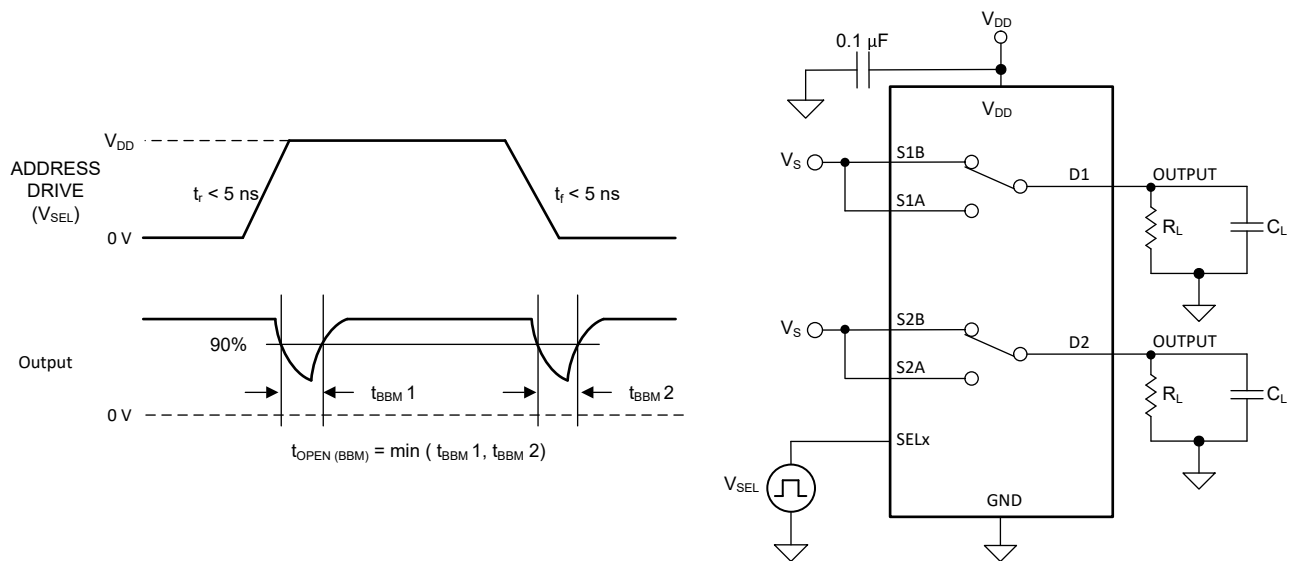 V_DD
ADDRESS
DRIVE
(V_SEL)
t_r < 5 ns
t_f < 5 ns
0 V
Output
90%
t_BBM 1
t_BBM 2
0 V
t_OPEN (BBM) = min ( t_BBM 1, t_BBM 2)
V_DD
0.1 µF
V_DD
V_S
S1B
S1A
D1
OUTPUT
R_L
C_L
V_S
S2B
S2A
D2
OUTPUT
R_L
C_L
SELx
V_SEL
GND